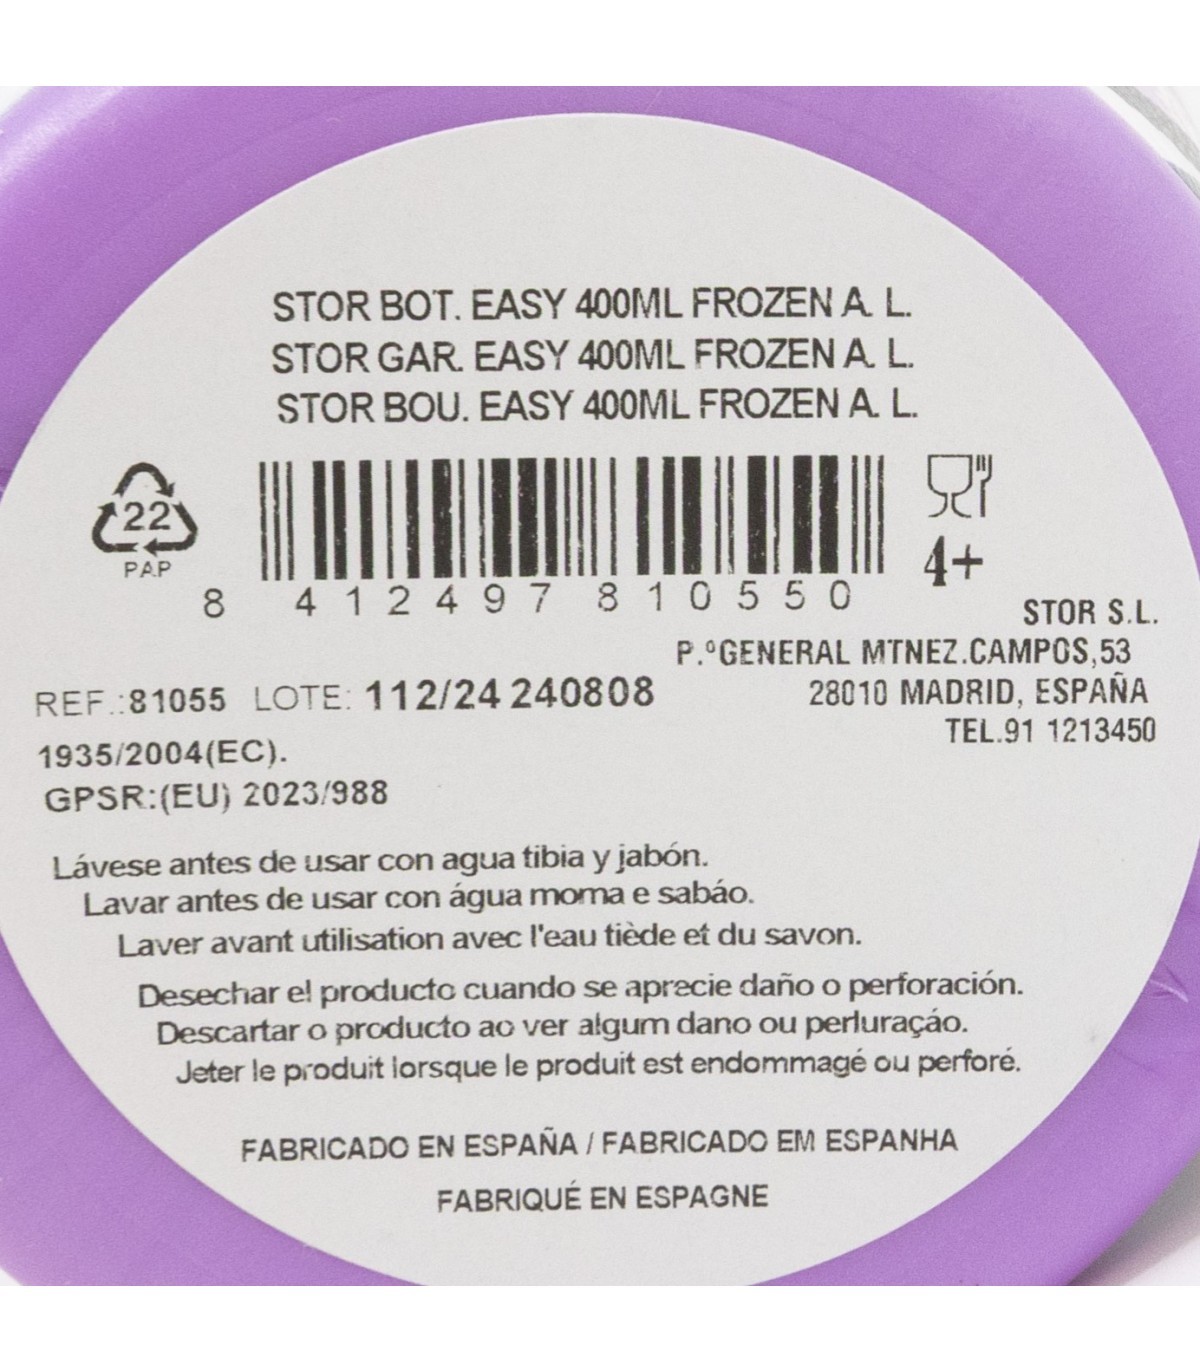 STOR BOT. EASY 400ML FROZEN A. L.
STOR GAR. EASY 400ML FROZEN A. L.
STOR BOU. EASY 400ML FROZEN A. L.
22
PAP
8 412497 810550
4+
STOR S.L.
P.ºGENERAL MTNEZ.CAMPOS,53
28010 MADRID, ESPAÑA
TEL.91 1213450
REF.:81055 LOTE: 112/24 240808
1935/2004(EC).
GPSR:(EU) 2023/988
Lávese antes de usar con agua tibia y jabón.
Lavar antes de usar con água moma e sabáo.
Laver avant utilisation avec l'eau tiède et du savon.
Desechar el producto cuando se aprecie daño o perforación.
Descartar o producto ao ver algum dano ou perluraçáo.
Jeter le produit lorsque le produit est endommagé ou perforé.
FABRICADO EN ESPAÑA / FABRICADO EM ESPANHA
FABRIQUÉ EN ESPAGNE